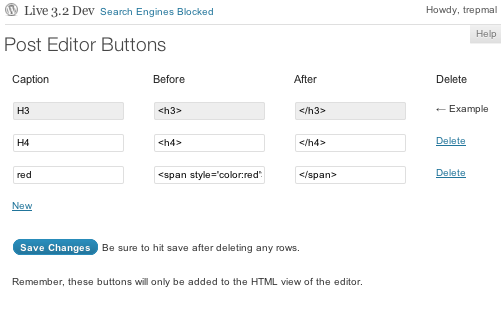 Live 3.2 Dev Search Engines Blocked Howdy, trepmal
Help
Post Editor Buttons
Caption Before After Delete
H3 <h3> </h3> ← Example
H4 <h4> </h4> Delete
red <span style='color:red' </span> Delete
New
Save Changes Be sure to hit save after deleting any rows.
Remember, these buttons will only be added to the HTML view of the editor.